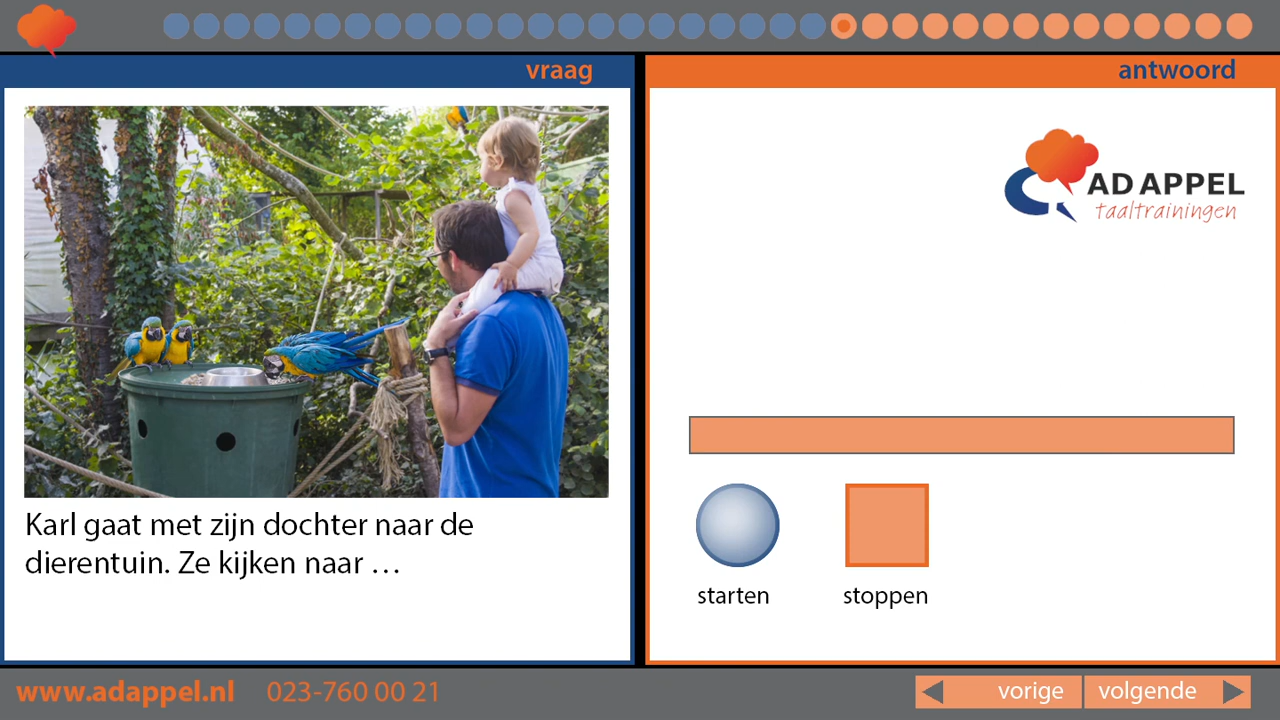 vraag
antwoord
AD APPEL
taaltrainingen
Karl gaat met zijn dochter naar de
dierentuin. Ze kijken naar …
starten
stoppen
www.adappel.nl
023-760 00 21
vorige
volgende